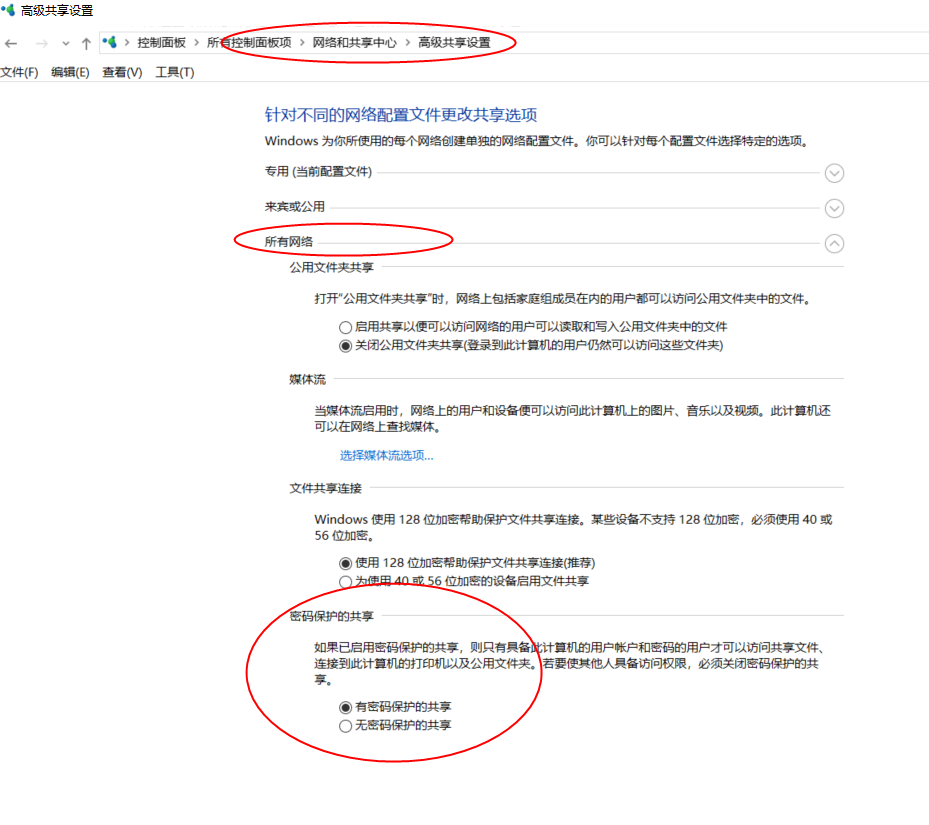 高级共享设置
控制面板 › 所有控制面板项 › 网络和共享中心 › 高级共享设置
文件(F) 编辑(E) 查看(V) 工具(T)
针对不同的网络配置文件更改共享选项
Windows 为你所使用的每个网络创建单独的网络配置文件。你可以针对每个配置文件选择特定的选项。
专用 (当前配置文件)
来宾或公用
所有网络
公用文件夹共享
打开“公用文件夹共享”时，网络上包括家庭组成员在内的用户都可以访问公用文件夹中的文件。
启用共享以便可以访问网络的用户可以读取和写入公用文件夹中的文件
关闭公用文件夹共享(登录到此计算机的用户仍然可以访问这些文件夹)
媒体流
当媒体流启用时，网络上的用户和设备便可以访问此计算机上的图片、音乐以及视频。此计算机还
可以在网络上查找媒体。
选择媒体流选项...
文件共享连接
Windows 使用 128 位加密帮助保护文件共享连接。某些设备不支持 128 位加密，必须使用 40 或
56 位加密。
使用 128 位加密帮助保护文件共享连接(推荐)
为使用 40 或 56 位加密的设备启用文件共享
密码保护的共享
如果已启用密码保护的共享，则只有具备此计算机的用户帐户和密码的用户才可以访问共享文件、
连接到此计算机的打印机以及公用文件夹。若要使其他人具备访问权限，必须关闭密码保护的共
享。
有密码保护的共享
无密码保护的共享